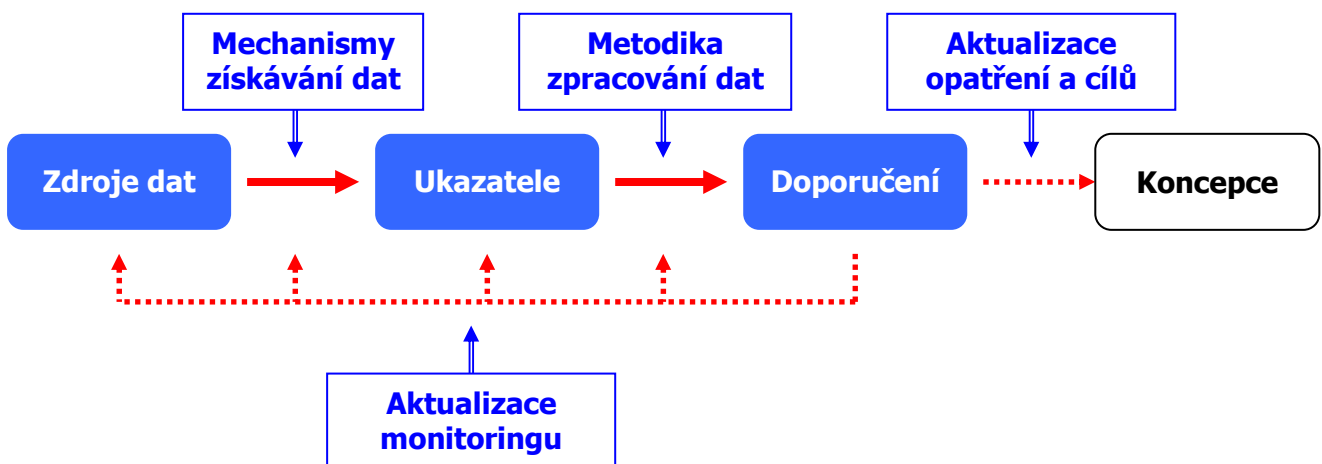 Mechanismy
získávání dat
Metodika
zpracování dat
Aktualizace
opatření a cílů
Zdroje dat
Ukazatele
Doporučení
Koncepce
Aktualizace
monitoringu